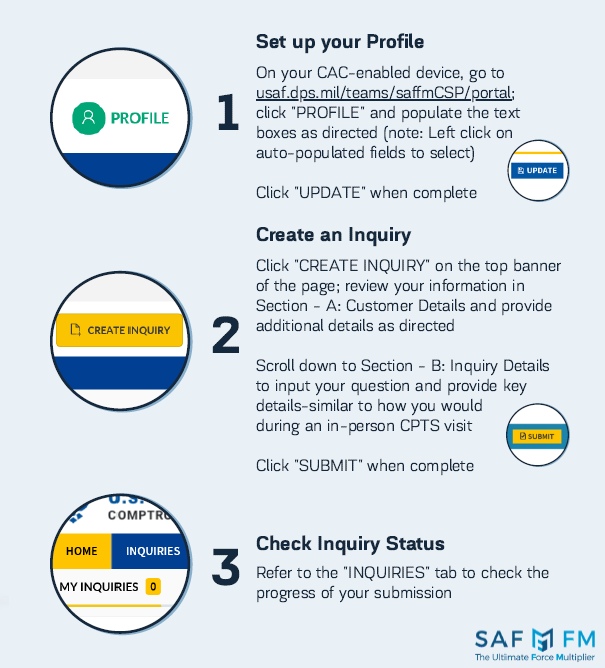 Set up your Profile
On your CAC-enabled device, go to
usaf.dps.mil/teams/saffmCSP/portal;
click "PROFILE" and populate the text
boxes as directed (note: Left click on
auto-populated fields to select)
Click "UPDATE" when complete
PROFILE
1
UPDATE
Create an Inquiry
Click "CREATE INQUIRY" on the top banner
of the page; review your information in
Section - A: Customer Details and provide
additional details as directed
Scroll down to Section - B: Inquiry Details
to input your question and provide key
details-similar to how you would
during an in-person CPTS visit
Click "SUBMIT" when complete
CREATE INQUIRY
2
SUBMIT
U.S.
COMPTRO
HOME INQUIRIES
MY INQUIRIES 0
3
Check Inquiry Status
Refer to the "INQUIRIES" tab to check the
progress of your submission
SAF FM
The Ultimate Force Multiplier